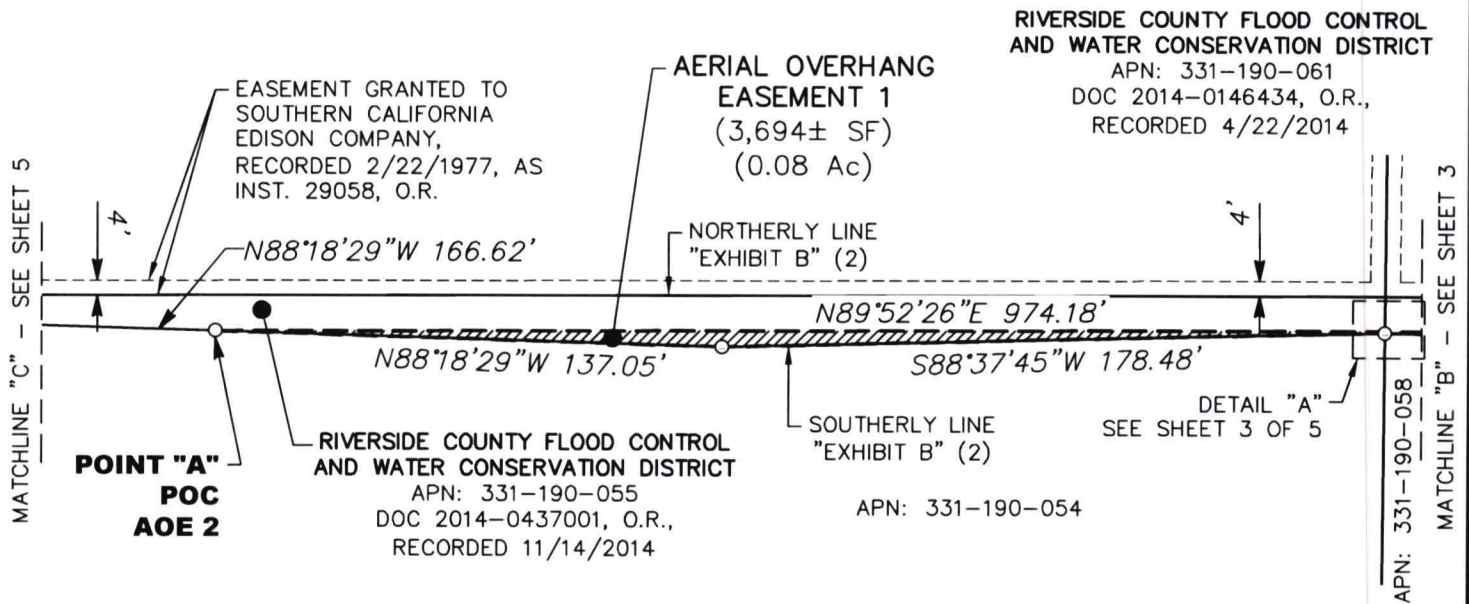 RIVERSIDE COUNTY FLOOD CONTROL
AND WATER CONSERVATION DISTRICT
APN: 331-190-061
DOC 2014-0146434, O.R.,
RECORDED 4/22/2014
AERIAL OVERHANG
EASEMENT 1
(3,694± SF)
(0.08 Ac)
EASEMENT GRANTED TO
SOUTHERN CALIFORNIA
EDISON COMPANY,
RECORDED 2/22/1977, AS
INST. 29058, O.R.
MATCHLINE "C" - SEE SHEET 5
4'
N88°18'29"W 166.62'
NORTHERLY LINE
"EXHIBIT B" (2)
4'
MATCHLINE "B" - SEE SHEET 3
N89°52'26"E 974.18'
N88°18'29"W 137.05'
S88°37'45"W 178.48'
DETAIL "A"
SEE SHEET 3 OF 5
SOUTHERLY LINE
"EXHIBIT B" (2)
POINT "A"
POC
AOE 2
RIVERSIDE COUNTY FLOOD CONTROL
AND WATER CONSERVATION DISTRICT
APN: 331-190-055
DOC 2014-0437001, O.R.,
RECORDED 11/14/2014
APN: 331-190-054
APN: 331-190-058